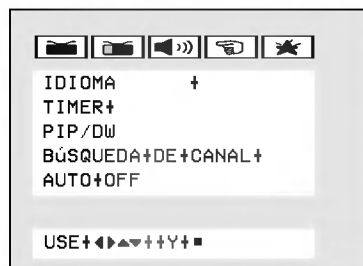 IDIOMA +
TIMER+
PIP/DW
BúSQUEDA+DE+CANAL+
AUTO+OFF
USE+◀▶▲▼++Y+■